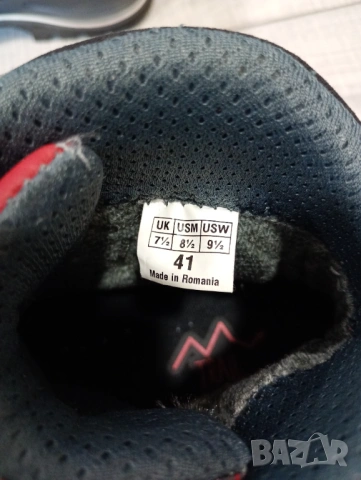 UK USM USW
7½ 8½ 9½
41
Made in Romania
BAZAR